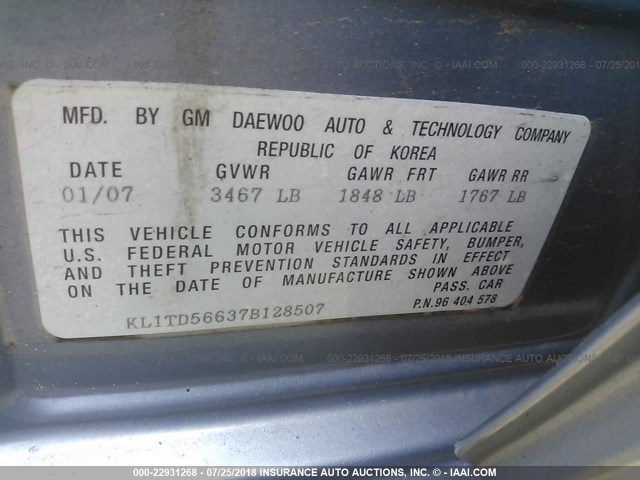 MFD. BY GM DAEWOO AUTO & TECHNOLOGY COMPANY
REPUBLIC OF KOREA
DATE GVWR GAWR FRT GAWR RR
01/07 3467 LB 1848 LB 1767 LB
THIS VEHICLE CONFORMS TO ALL APPLICABLE
U.S. FEDERAL MOTOR VEHICLE SAFETY, BUMPER,
AND THEFT PREVENTION STANDARDS IN EFFECT
ON THE DATE OF MANUFACTURE SHOWN ABOVE
PASS. CAR
KL1TD56637B128507 P.N.96 404 578
000-22931268 - 07/25/2018 INSURANCE AUTO AUCTIONS, INC. - © - IAAI.COM